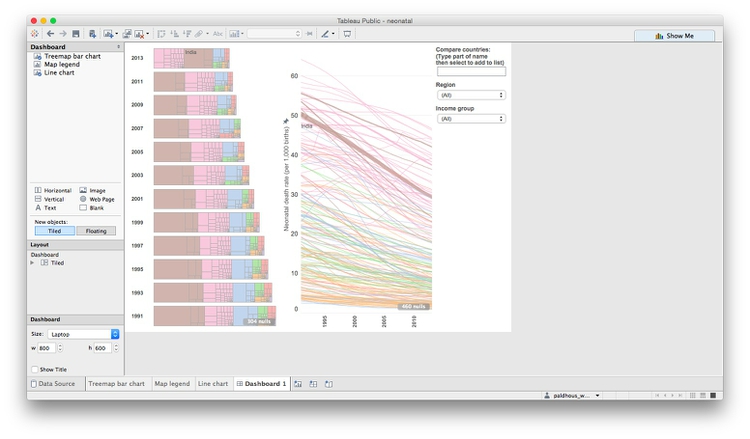 Tableau Public - neonatal
Abc
Show Me
Dashboard
Treemap bar chart
Map legend
Line chart
Horizontal
Image
Vertical
Web Page
Text
Blank
New objects:
Tiled
Floating
Layout
Dashboard
Tiled
Dashboard
Size: Laptop
w 800
h 600
Show Title
2013
2011
2009
2007
2005
2003
2001
1999
1997
1995
1993
1991
India
304 nulls
Neonatal death rate (per 1,000 births)
60
50
40
30
20
10
0
India
460 nulls
1995
2000
2005
2010
Compare countries:
(Type part of name
then select to add to list)
Region
(All)
Income group
(All)
Data Source
Treemap bar chart
Map legend
Line chart
Dashboard 1
paldhous_w...